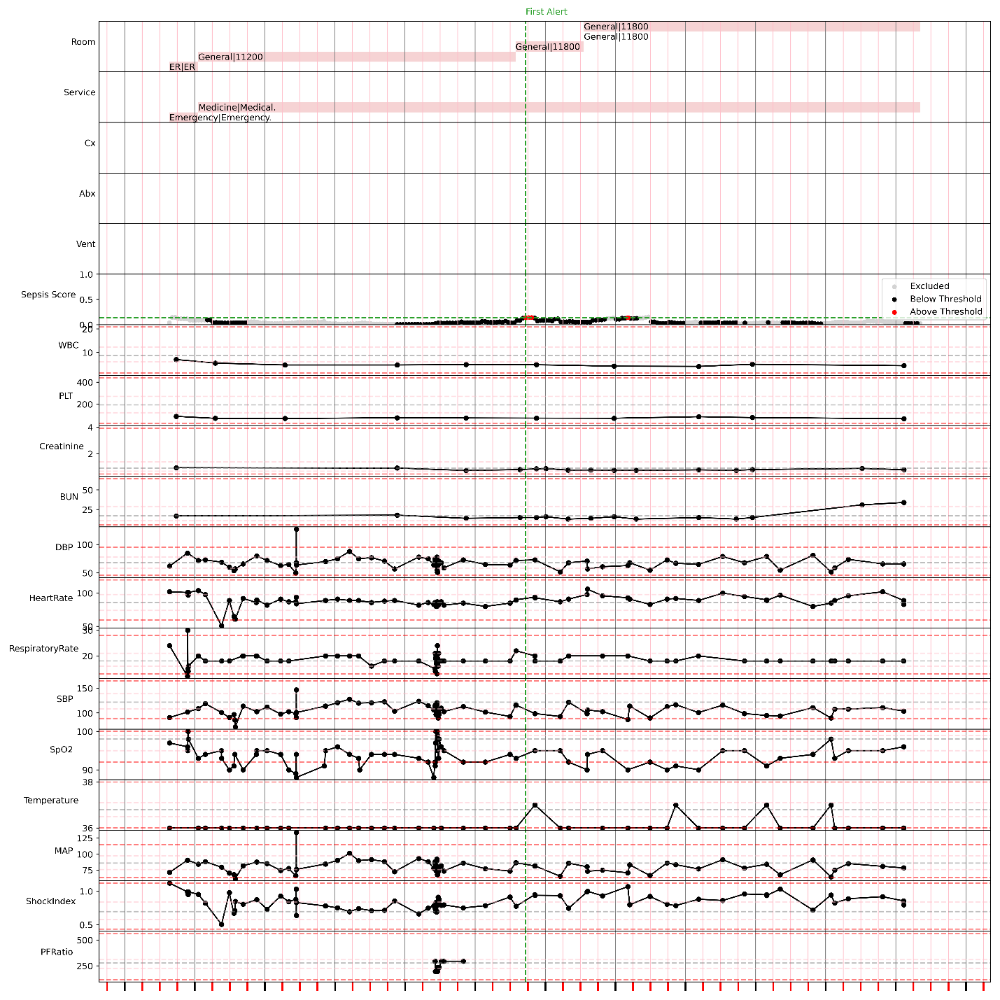 First Alert
General|11800
Room
General|11800
General|11800
General|11200
ER|ER
Service
Medicine|Medical.
Emergency|Emergency.
Cx
Abx
Vent
1.0
Sepsis Score
0.5
0.0
Excluded
Below Threshold
Above Threshold
20
WBC
10
400
PLT
200
4
Creatinine
2
50
BUN
25
DBP
100
50
HeartRate
100
50
30
RespiratoryRate
20
150
SBP
100
100
SpO2
90
38
Temperature
36
125
MAP
100
75
1.0
ShockIndex
0.5
500
PFRatio
250